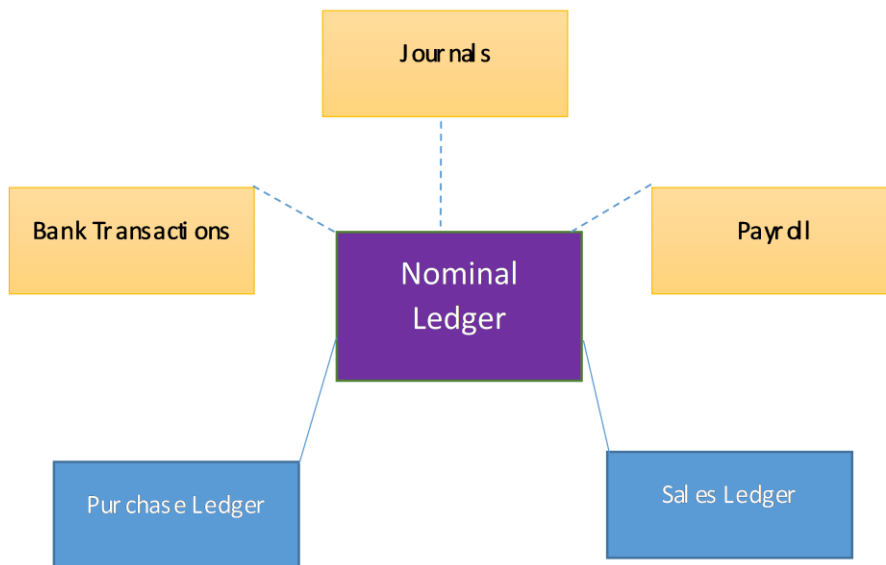 Journals
Bank Transactions
Payroll
Nominal
Ledger
Purchase Ledger
Sales Ledger